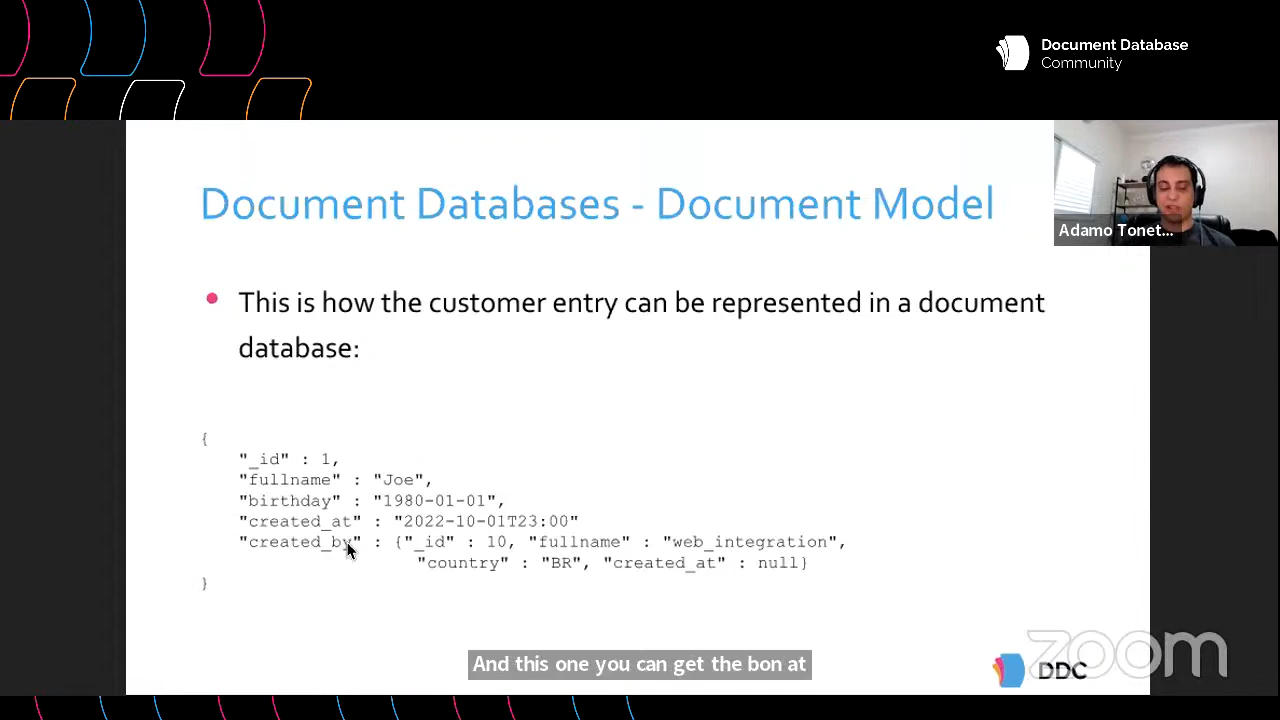 Document Database
Community
Document Databases - Document Model
Adamo Tonet...
This is how the customer entry can be represented in a document
database:
{
"_id" : 1,
"fullname" : "Joe",
"birthday" : "1980-01-01",
"created_at" : "2022-10-01T23:00"
"created_by" : {"_id" : 10, "fullname" : "web_integration",
"country" : "BR", "created_at" : null}
}
And this one you can get the bon at
DDC
zoom